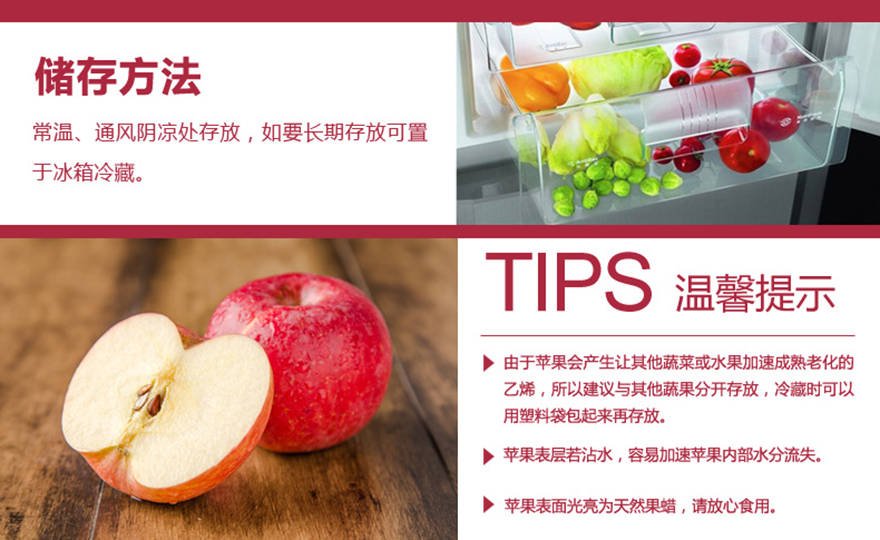 储存方法
常温、通风阴凉处存放，如要长期存放可置
于冰箱冷藏。
TIPS 温馨提示
由于苹果会产生让其他蔬菜或水果加速成熟老化的
乙烯，所以建议与其他蔬果分开存放，冷藏时可以
用塑料袋包起来再存放。
苹果表层若沾水，容易加速苹果内部水分流失。
苹果表面光亮为天然果蜡，请放心食用。